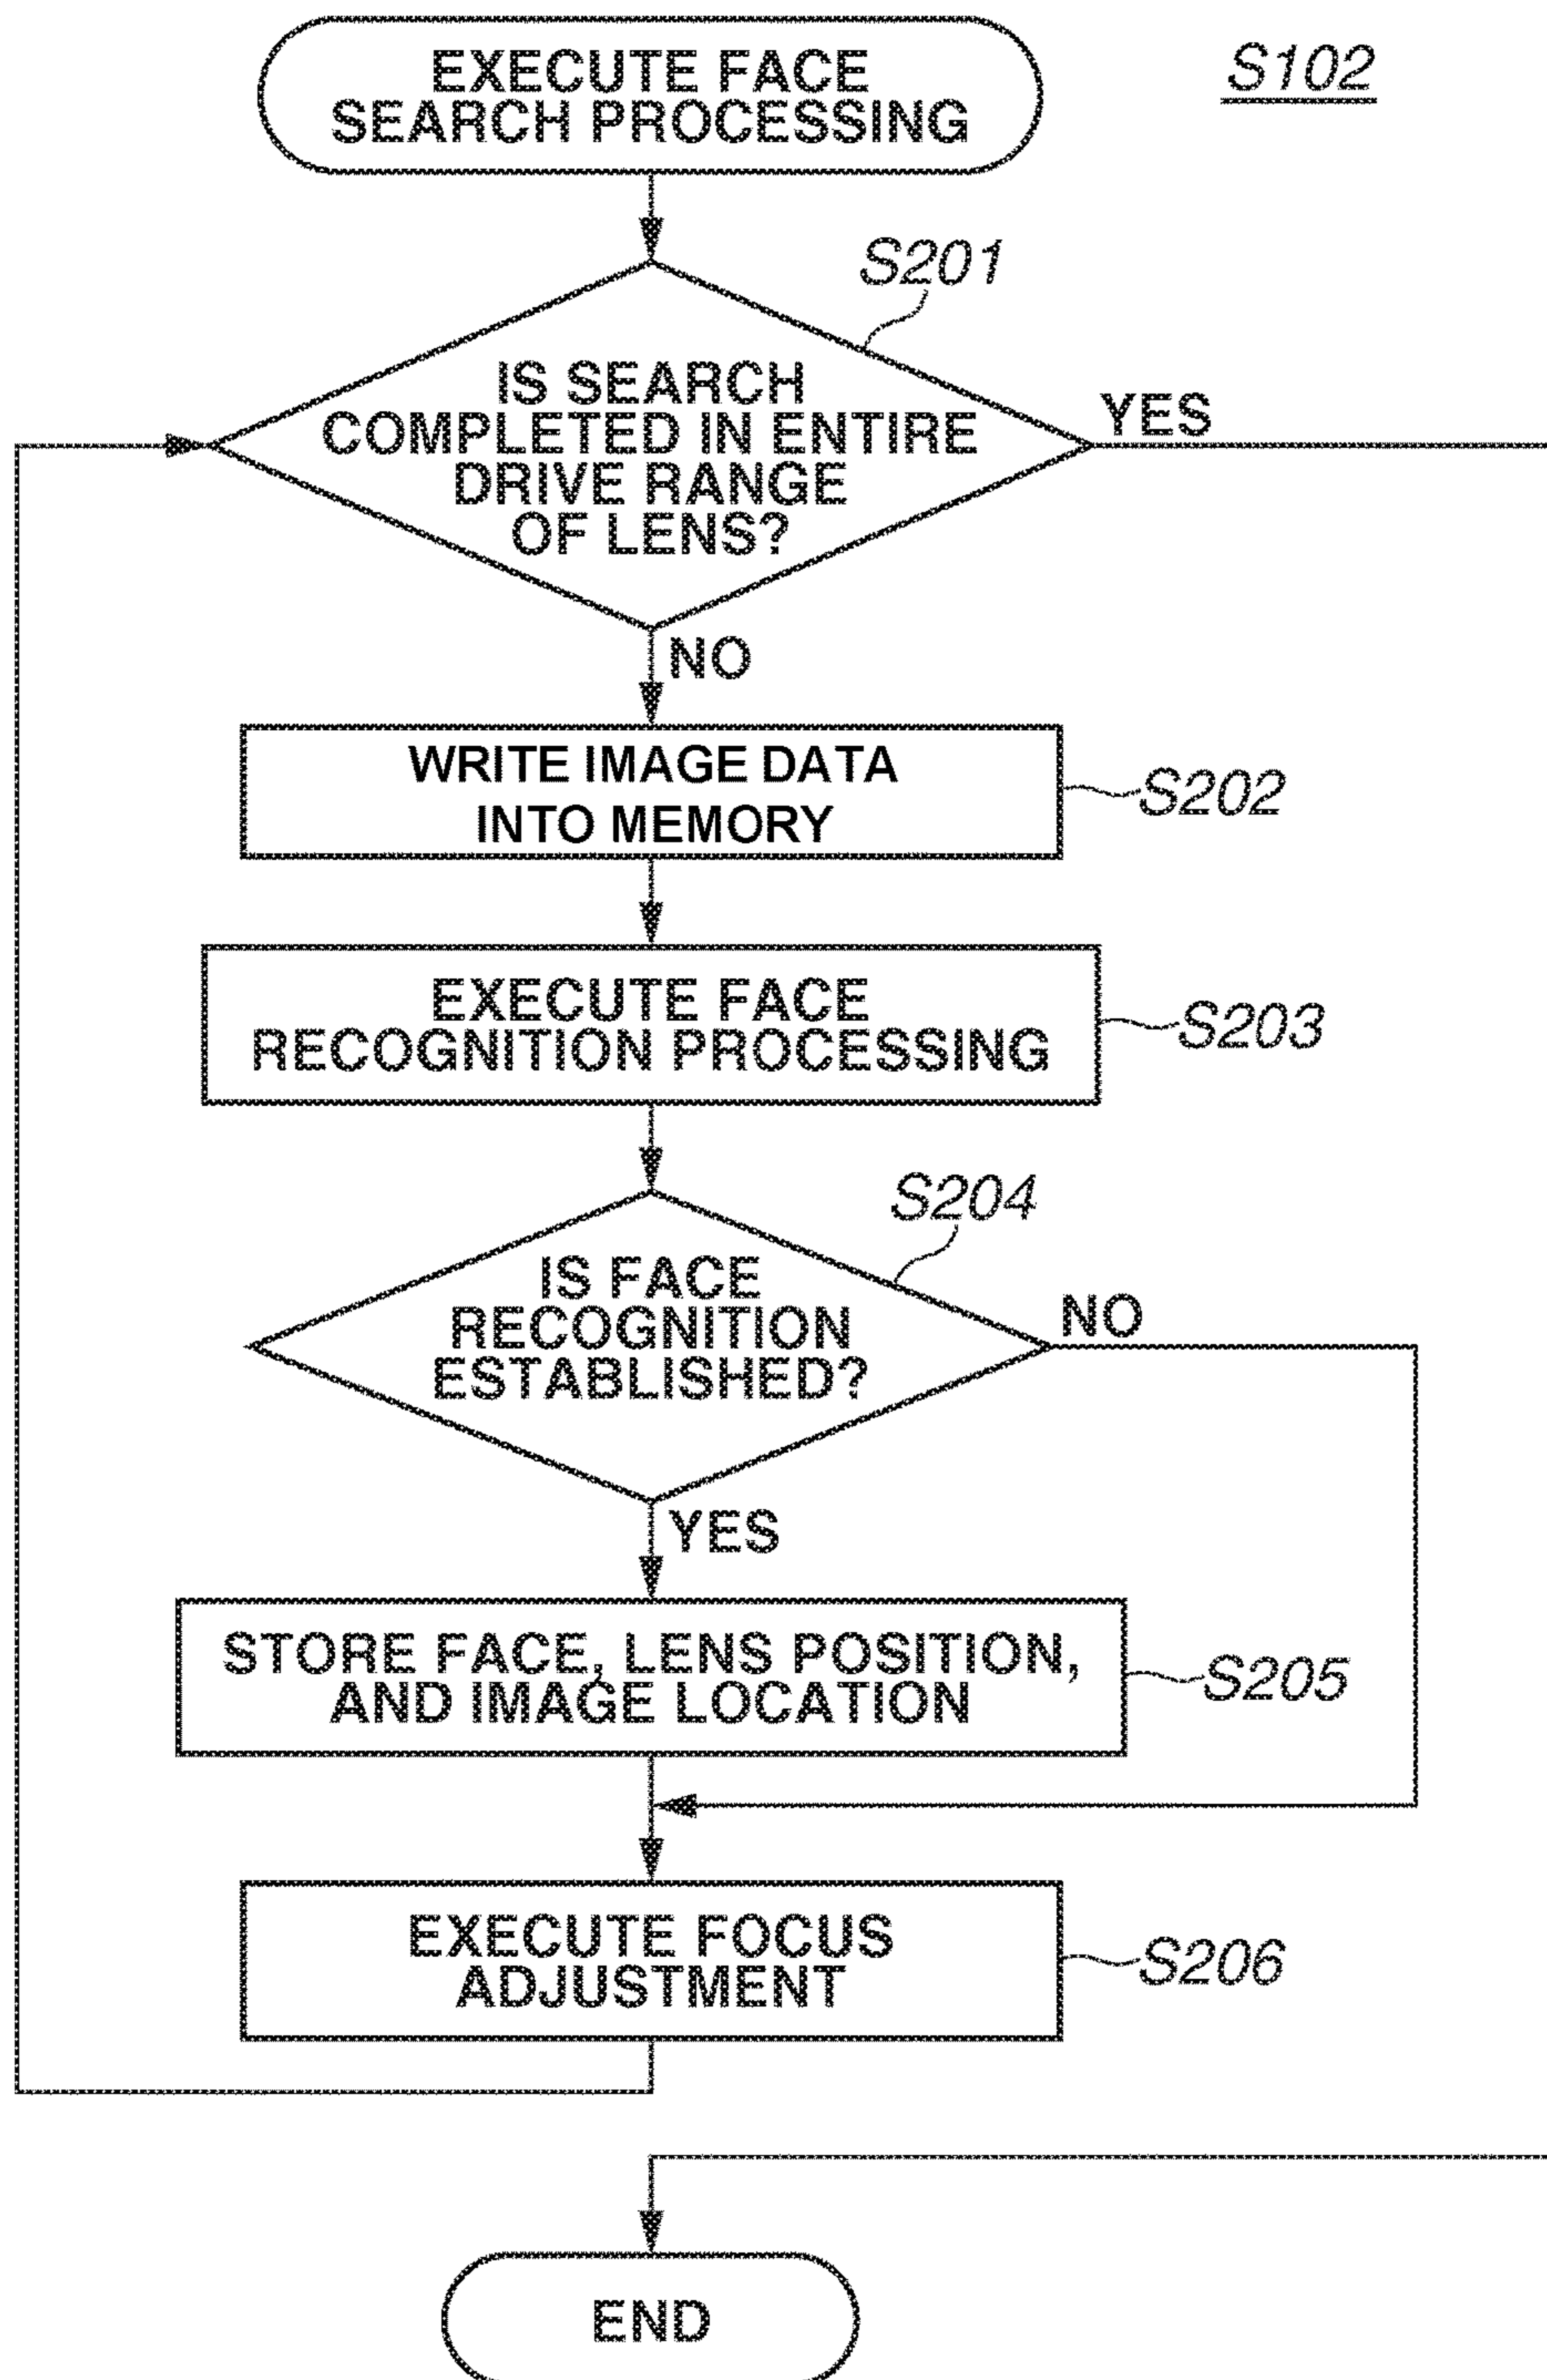 EXECUTE FACE
SEARCH PROCESSING
S102
S201
IS SEARCH
COMPLETED IN ENTIRE
DRIVE RANGE
OF LENS?
YES
NO
WRITE IMAGE DATA
INTO MEMORY
S202
EXECUTE FACE
RECOGNITION PROCESSING
S203
S204
IS FACE
RECOGNITION
ESTABLISHED?
NO
YES
STORE FACE, LENS POSITION,
AND IMAGE LOCATION
S205
EXECUTE FOCUS
ADJUSTMENT
S206
END